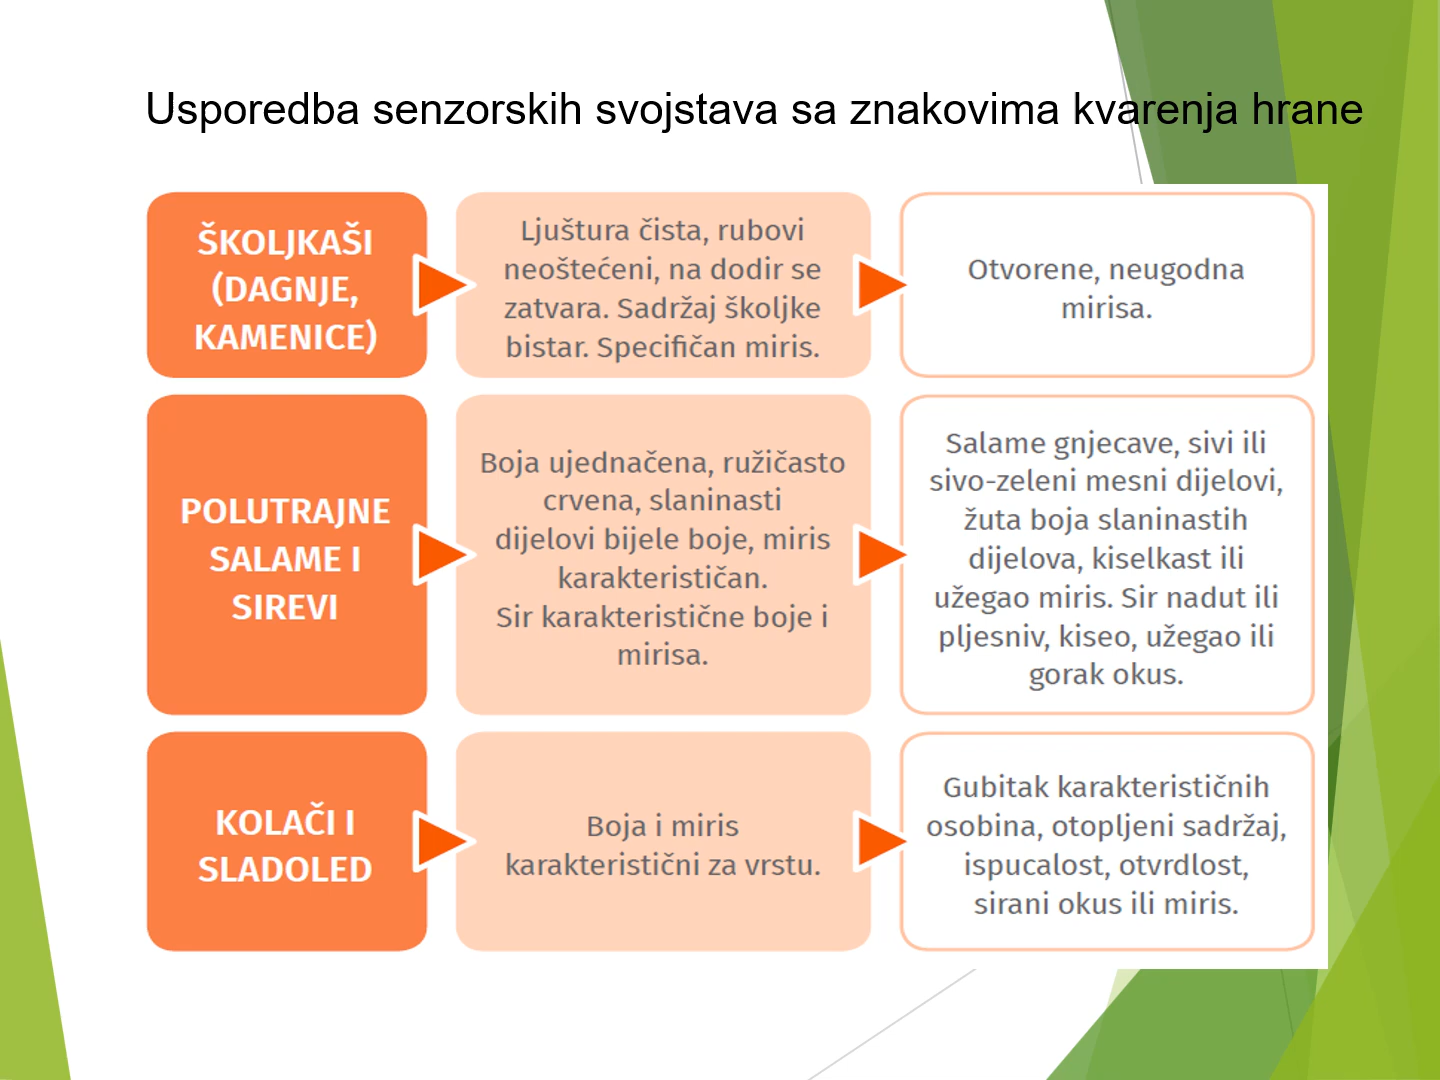 Usporedba senzorskih svojstava sa znakovima kvarenja hrane
ŠKOLJKAŠI
(DAGNJE,
KAMENICE)
Ljuštura čista, rubovi
neoštećeni, na dodir se
zatvara. Sadržaj školjke
bistar. Specifičan miris.
Otvorene, neugodna
mirisa.
POLUTRAJNE
SALAME I
SIREVI
Boja ujednačena, ružičasto
crvena, slaninasti
dijelovi bijele boje, miris
karakterističan.
Sir karakteristične boje i
mirisa.
Salame gnjecave, sivi ili
sivo-zeleni mesni dijelovi,
žuta boja slaninastih
dijelova, kiselkast ili
užegao miris. Sir nadut ili
pljesniv, kiseo, užegao ili
gorak okus.
KOLAČI I
SLADOLED
Boja i miris
karakteristični za vrstu.
Gubitak karakterističnih
osobina, otopljeni sadržaj,
ispucalost, otvrdlost,
sirani okus ili miris.